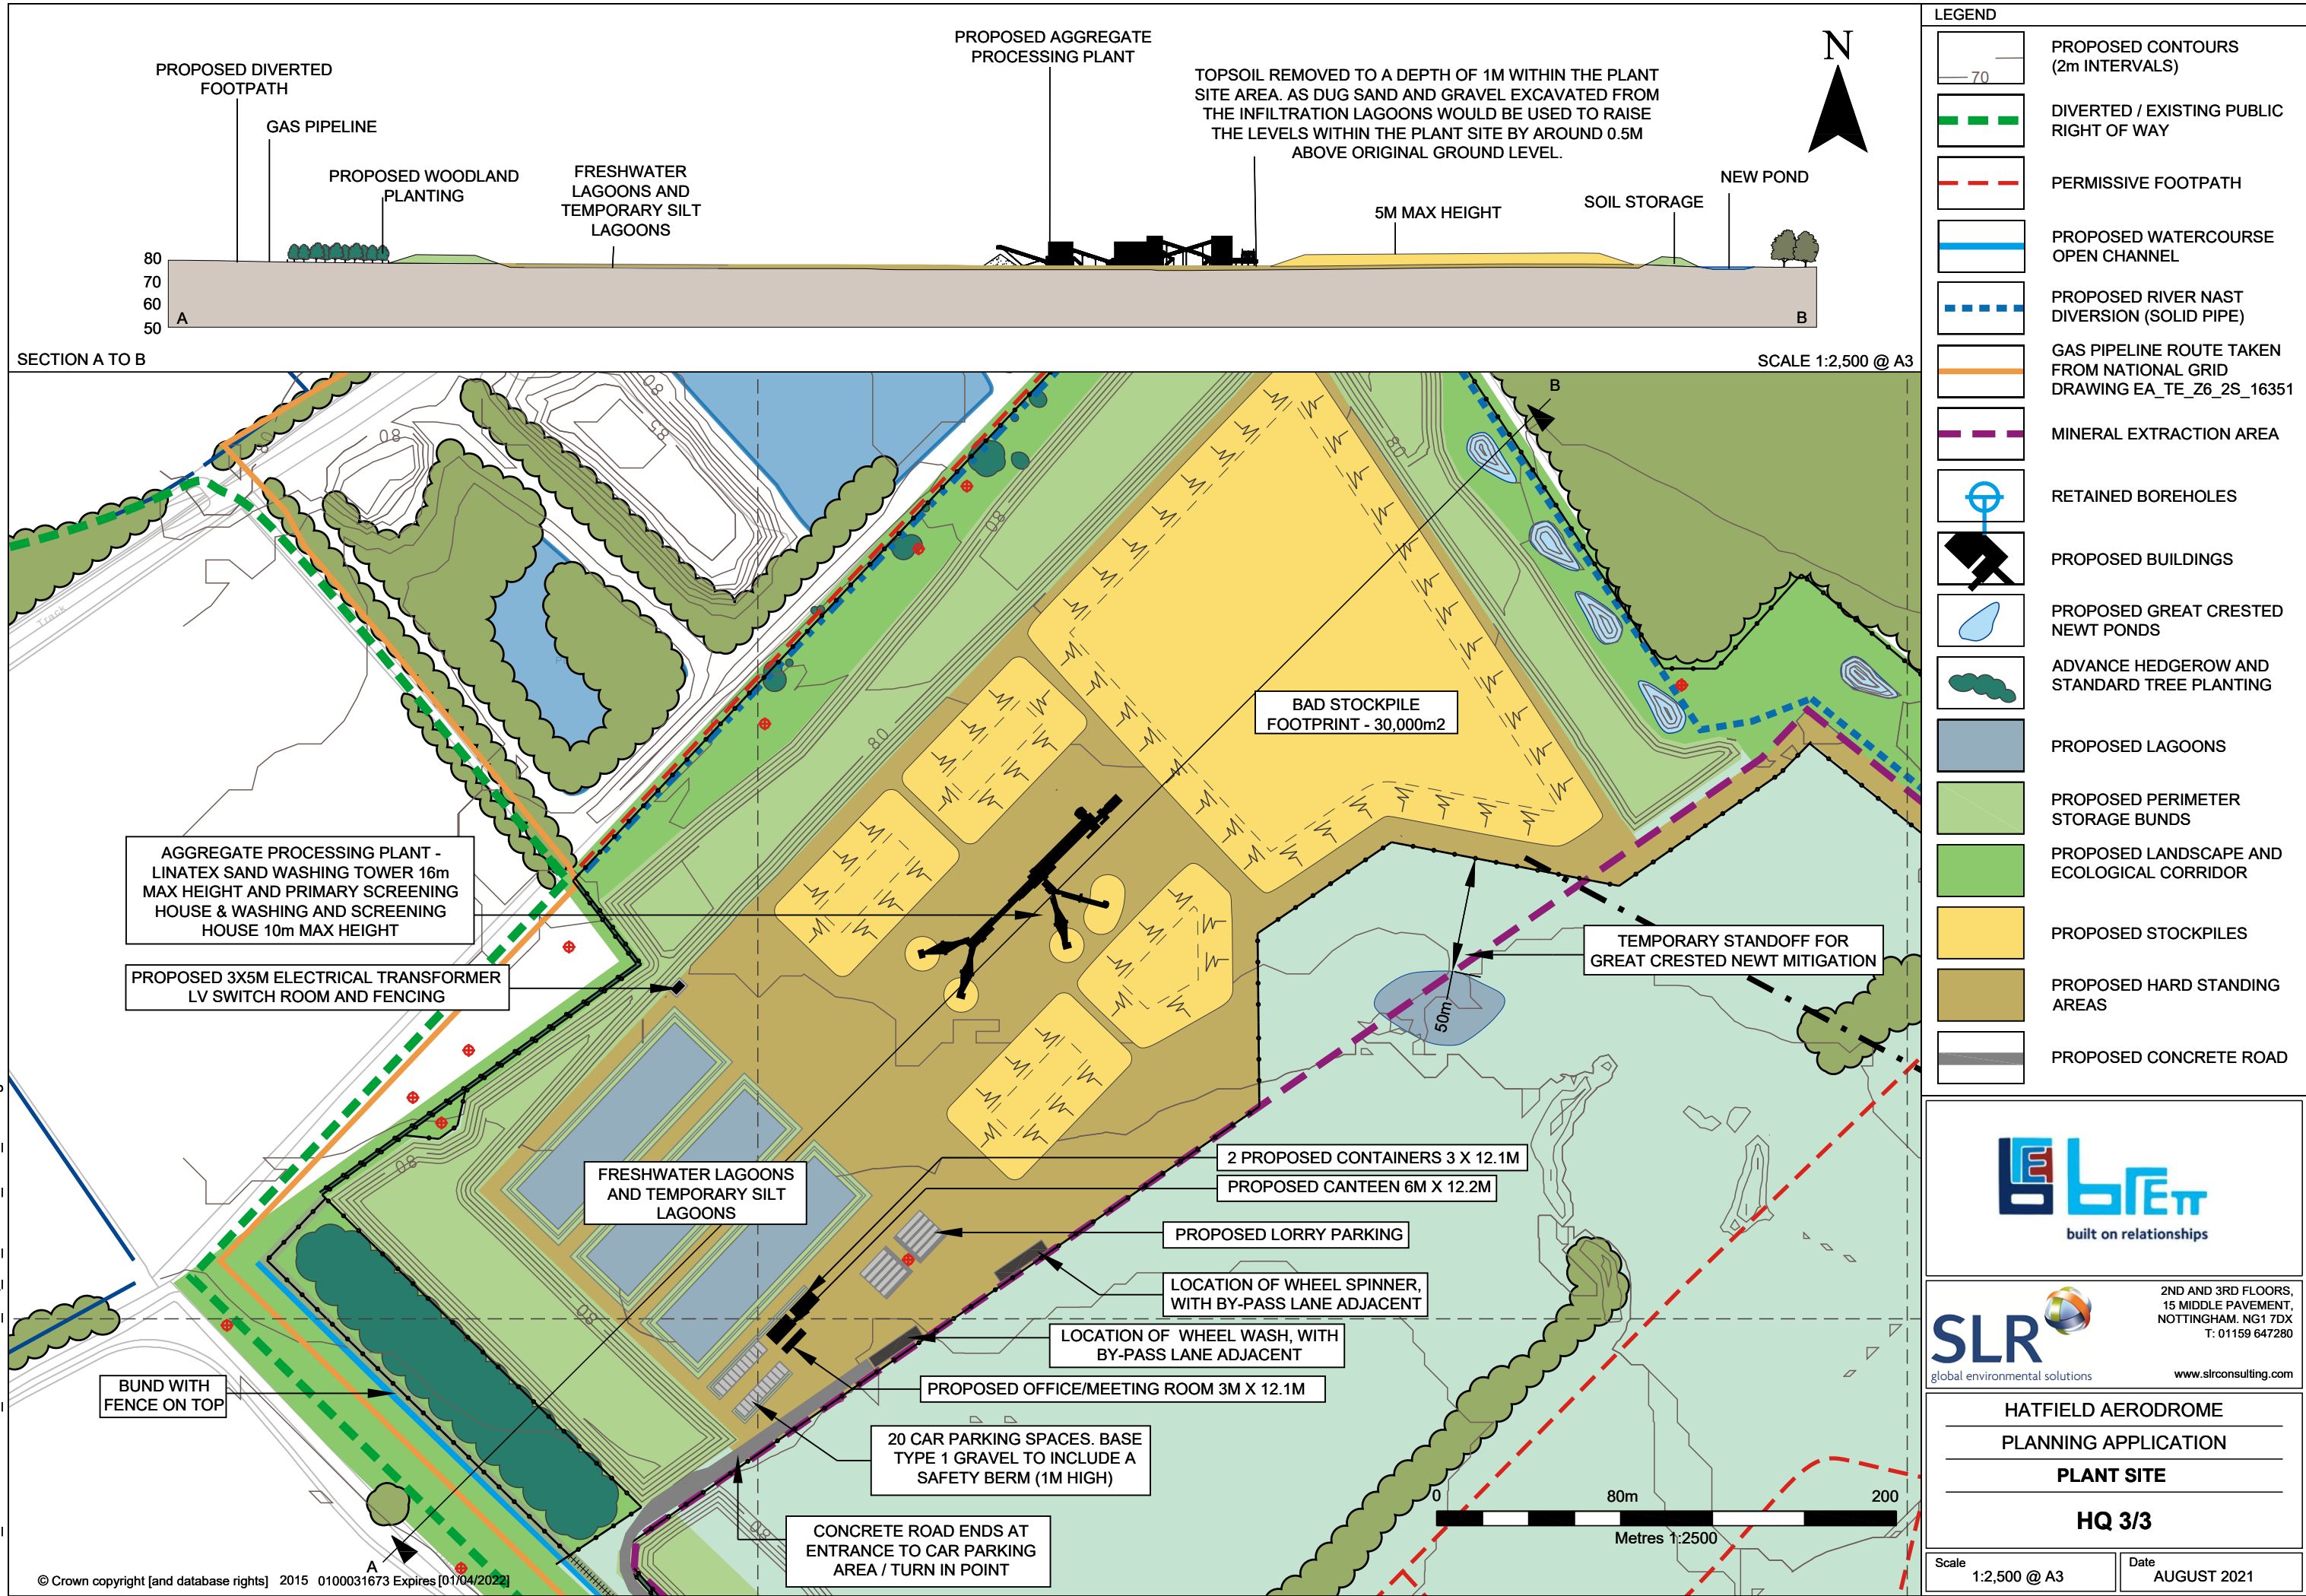 PROPOSED DIVERTED
FOOTPATH
GAS PIPELINE
PROPOSED WOODLAND
PLANTING
FRESHWATER
LAGOONS AND
TEMPORARY SILT
LAGOONS
PROPOSED AGGREGATE
PROCESSING PLANT
TOPSOIL REMOVED TO A DEPTH OF 1M WITHIN THE PLANT
SITE AREA. AS DUG SAND AND GRAVEL EXCAVATED FROM
THE INFILTRATION LAGOONS WOULD BE USED TO RAISE
THE LEVELS WITHIN THE PLANT SITE BY AROUND 0.5M
ABOVE ORIGINAL GROUND LEVEL.
5M MAX HEIGHT
SOIL STORAGE
NEW POND
N
80
70
60
50
A
B
SECTION A TO B
SCALE 1:2,500 @ A3
B
80
85
80
80
80
80
Track
BAD STOCKPILE
FOOTPRINT - 30,000m2
AGGREGATE PROCESSING PLANT -
LINATEX SAND WASHING TOWER 16m
MAX HEIGHT AND PRIMARY SCREENING
HOUSE & WASHING AND SCREENING
HOUSE 10m MAX HEIGHT
PROPOSED 3X5M ELECTRICAL TRANSFORMER
LV SWITCH ROOM AND FENCING
TEMPORARY STANDOFF FOR
GREAT CRESTED NEWT MITIGATION
50m
80
FRESHWATER LAGOONS
AND TEMPORARY SILT
LAGOONS
2 PROPOSED CONTAINERS 3 X 12.1M
PROPOSED CANTEEN 6M X 12.2M
PROPOSED LORRY PARKING
LOCATION OF WHEEL SPINNER,
WITH BY-PASS LANE ADJACENT
80
LOCATION OF WHEEL WASH, WITH
BY-PASS LANE ADJACENT
PROPOSED OFFICE/MEETING ROOM 3M X 12.1M
BUND WITH
FENCE ON TOP
20 CAR PARKING SPACES. BASE
TYPE 1 GRAVEL TO INCLUDE A
SAFETY BERM (1M HIGH)
80
CONCRETE ROAD ENDS AT
ENTRANCE TO CAR PARKING
AREA / TURN IN POINT
0 80m 200
Metres 1:2500
A
© Crown copyright [and database rights] 2015 0100031673 Expires [01/04/2022]
LEGEND
70
PROPOSED CONTOURS
(2m INTERVALS)
DIVERTED / EXISTING PUBLIC
RIGHT OF WAY
PERMISSIVE FOOTPATH
PROPOSED WATERCOURSE
OPEN CHANNEL
PROPOSED RIVER NAST
DIVERSION (SOLID PIPE)
GAS PIPELINE ROUTE TAKEN
FROM NATIONAL GRID
DRAWING EA_TE_Z6_2S_16351
MINERAL EXTRACTION AREA
RETAINED BOREHOLES
PROPOSED BUILDINGS
PROPOSED GREAT CRESTED
NEWT PONDS
ADVANCE HEDGEROW AND
STANDARD TREE PLANTING
PROPOSED LAGOONS
PROPOSED PERIMETER
STORAGE BUNDS
PROPOSED LANDSCAPE AND
ECOLOGICAL CORRIDOR
PROPOSED STOCKPILES
PROPOSED HARD STANDING
AREAS
PROPOSED CONCRETE ROAD
brett
built on relationships
SLR
global environmental solutions
2ND AND 3RD FLOORS,
15 MIDDLE PAVEMENT,
NOTTINGHAM. NG1 7DX
T: 01159 647280
www.slrconsulting.com
HATFIELD AERODROME
PLANNING APPLICATION
PLANT SITE
HQ 3/3
Scale
1:2,500 @ A3
Date
AUGUST 2021